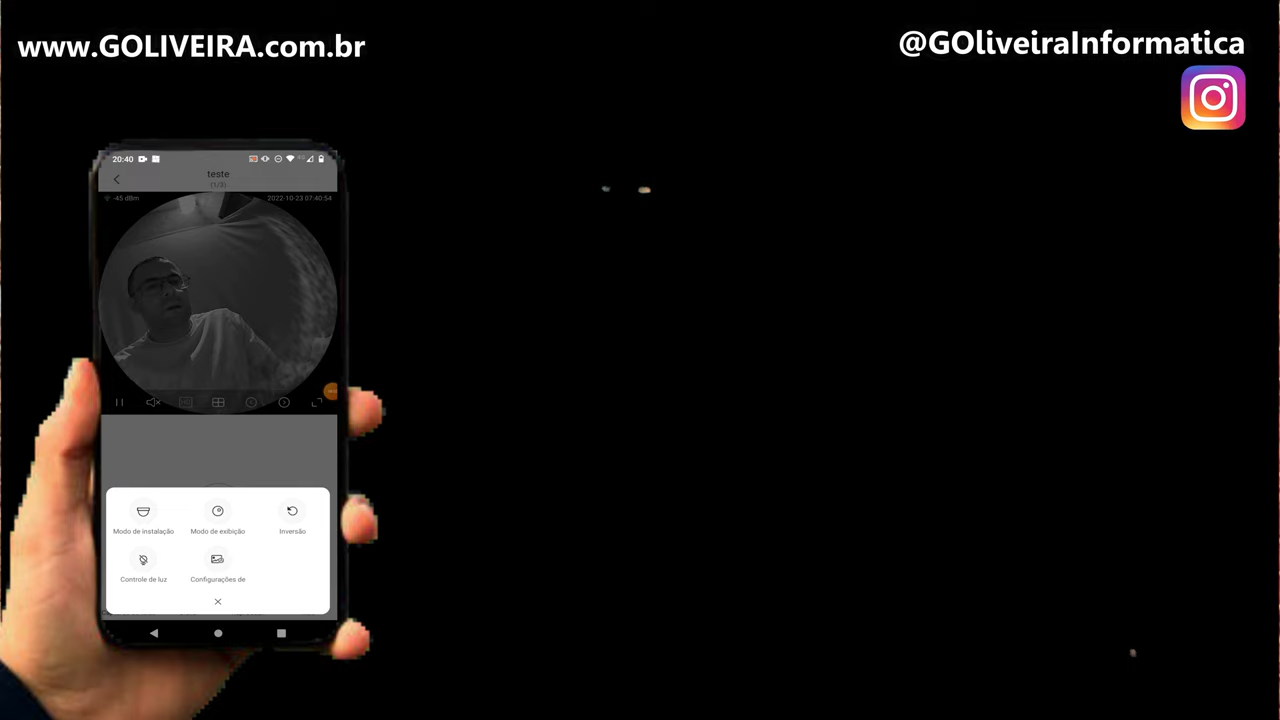 www.GOLIVEIRA.com.br
@GOliveiraInformatica
20:40
teste
(1/3)
-45 dBm
2022-10-23 07:40:54
HD
Modo de instalação
Modo de exibição
Inversão
Controle de luz
Configurações de